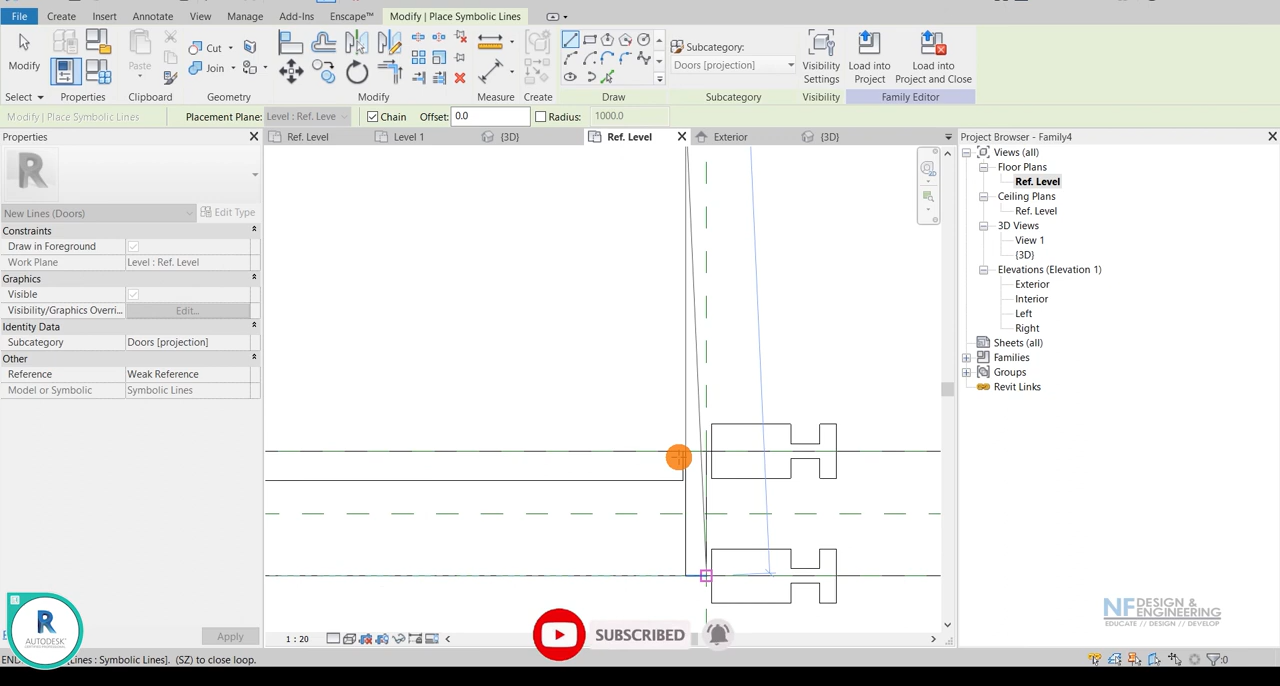 File Create Insert Annotate View Manage Add-Ins Enscape™ Modify | Place Symbolic Lines
Modify Paste Cut Join
Subcategory:
Doors [projection]
Visibility Settings
Load into Project
Load into Project and Close
Select Properties Clipboard Geometry Modify Measure Create Draw Subcategory Visibility Family Editor
Modify | Place Symbolic Lines Placement Plane: Level : Ref. Leve Chain Offset: 0.0 Radius: 1000.0
Properties Ref. Level Level 1 {3D} Ref. Level Exterior {3D} Project Browser - Family4
R
New Lines (Doors) Edit Type
Constraints
Draw in Foreground
Work Plane Level : Ref. Level
Graphics
Visible
Visibility/Graphics Overri... Edit...
Identity Data
Subcategory Doors [projection]
Other
Reference Weak Reference
Model or Symbolic Symbolic Lines
Apply
Views (all)
Floor Plans
Ref. Level
Ceiling Plans
Ref. Level
3D Views
View 1
{3D}
Elevations (Elevation 1)
Exterior
Interior
Left
Right
Sheets (all)
Families
Groups
Revit Links
NF DESIGN & ENGINEERING
EDUCATE // DESIGN // DEVELOP
R
AUTODESK
1 : 20
SUBSCRIBED
[Lines : Symbolic Lines]. (SZ) to close loop.
:0